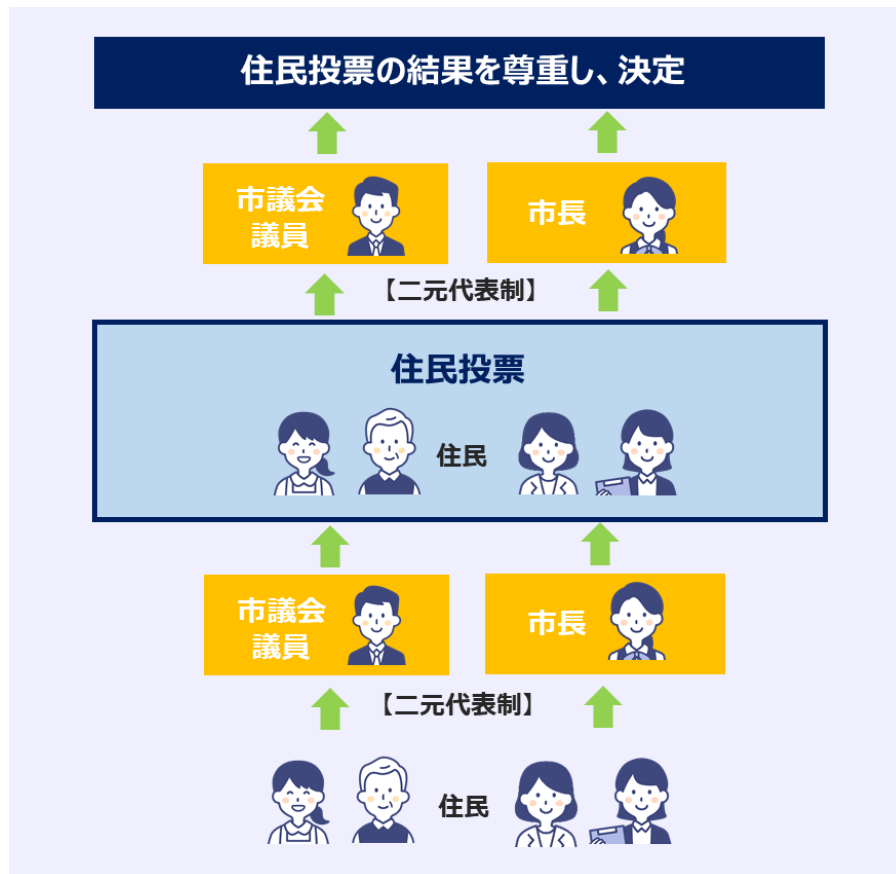 住民投票の結果を尊重し、決定
市議会
議員
市長
【二元代表制】
住民投票
住民
市議会
議員
市長
【二元代表制】
住民